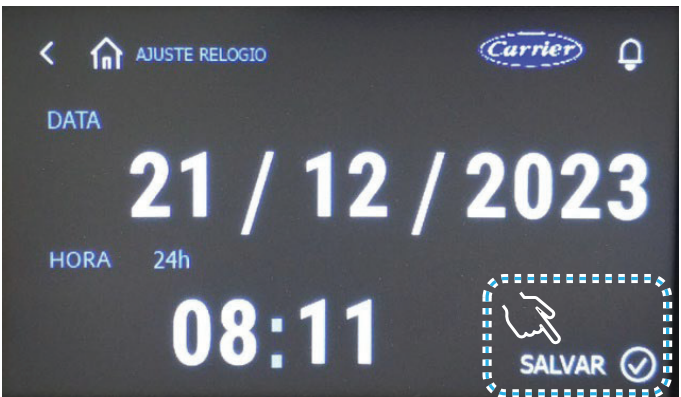 AJUSTE RELOGIO
Carrier
DATA
21 / 12 / 2023
HORA 24h
08:11
SALVAR